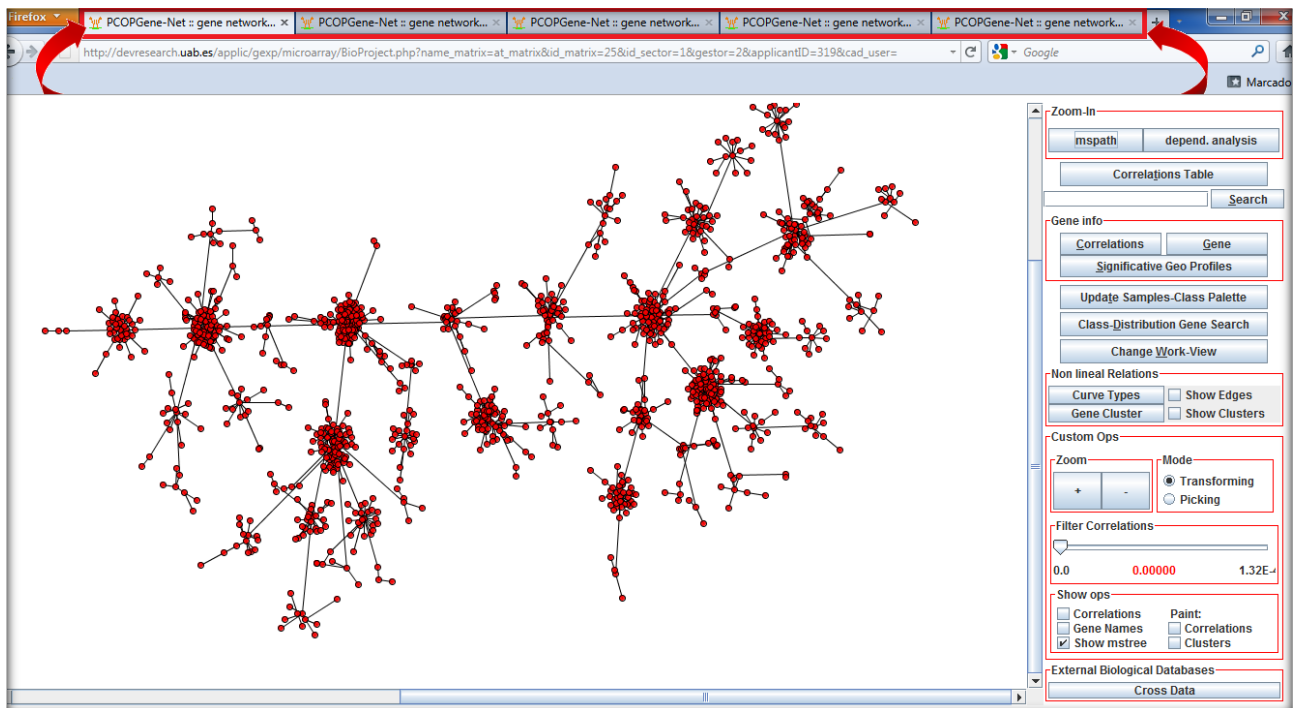 Firefox
PCOPGene-Net :: gene network... PCOPGene-Net :: gene network... PCOPGene-Net :: gene network... PCOPGene-Net :: gene network... PCOPGene-Net :: gene network...
http://devresearch.uab.es/applic/gexp/microarray/BioProject.php?name_matrix=at_matrix&id_matrix=25&id_sector=1&gestor=2&applicantID=319&cad_user= Google
Marcado
Zoom-In
mspath depend. analysis
Correlations Table
Search
Gene info
Correlations Gene
Significative Geo Profiles
Update Samples-Class Palette
Class-Distribution Gene Search
Change Work-View
Non lineal Relations
Curve Types Show Edges
Gene Cluster Show Clusters
Custom Ops
Zoom Mode
+ - Transforming
Picking
Filter Correlations
0.0 0.00000 1.32E-
Show ops
Correlations Paint:
Gene Names Correlations
Show mstree Clusters
External Biological Databases
Cross Data